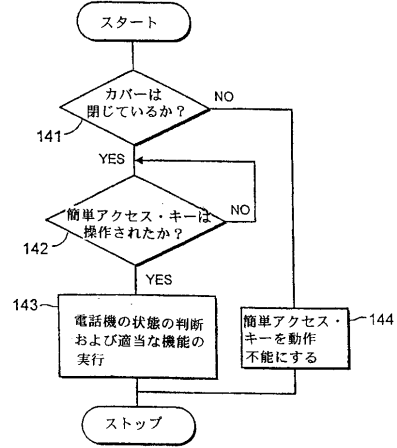 スタート
カバーは
閉じているか?
NO
141
YES
簡単アクセス・キーは
操作されたか?
NO
142
YES
143
電話機の状態の判断
および適当な機能の
実行
簡単アクセス・
キーを動作
不能にする
144
ストップ